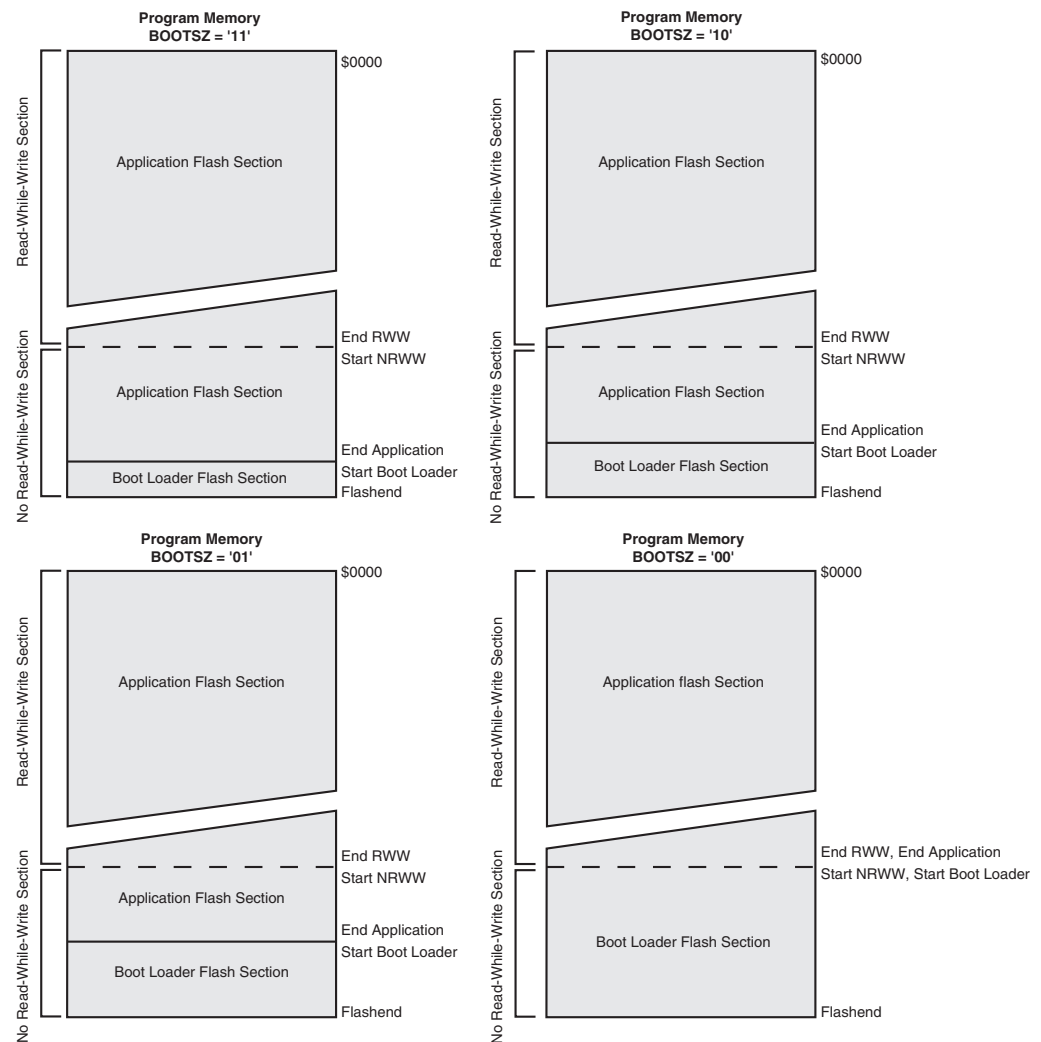 Program Memory
BOOTSZ = '11'
$0000
Read-While-Write Section
Application Flash Section
End RWW
Start NRWW
No Read-While-Write Section
Application Flash Section
End Application
Start Boot Loader
Boot Loader Flash Section
Flashend
Program Memory
BOOTSZ = '10'
$0000
Read-While-Write Section
Application Flash Section
End RWW
Start NRWW
No Read-While-Write Section
Application Flash Section
End Application
Start Boot Loader
Boot Loader Flash Section
Flashend
Program Memory
BOOTSZ = '01'
$0000
Read-While-Write Section
Application Flash Section
End RWW
Start NRWW
No Read-While-Write Section
Application Flash Section
End Application
Start Boot Loader
Boot Loader Flash Section
Flashend
Program Memory
BOOTSZ = '00'
$0000
Read-While-Write Section
Application flash Section
End RWW, End Application
Start NRWW, Start Boot Loader
No Read-While-Write Section
Boot Loader Flash Section
Flashend